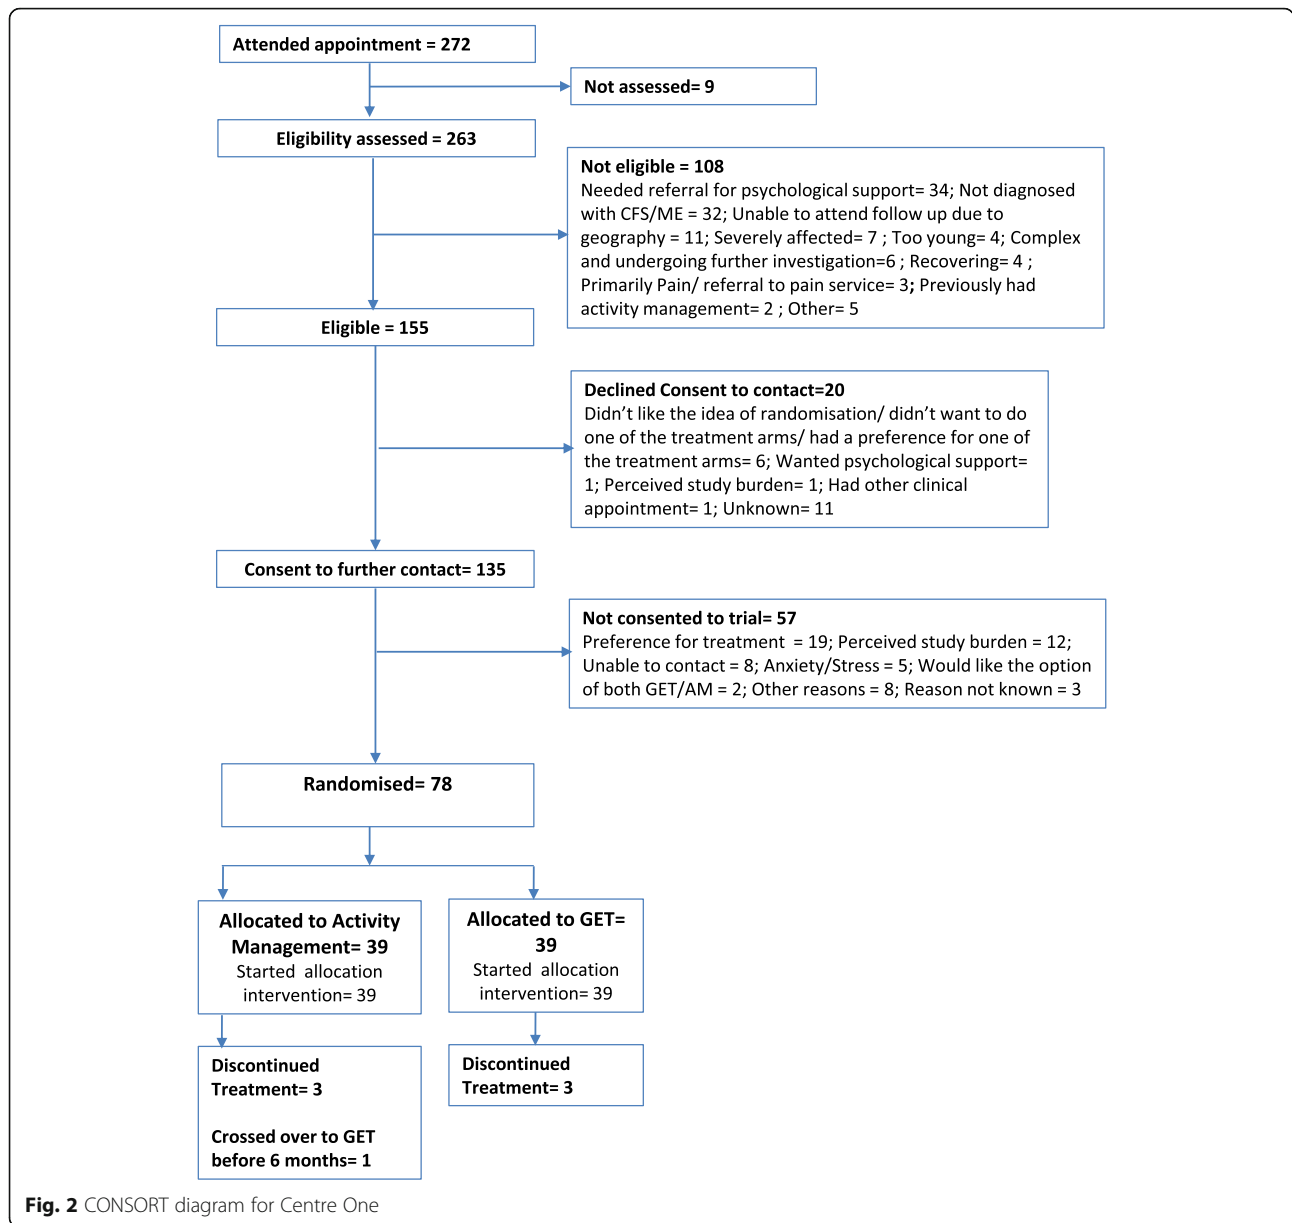 Attended appointment = 272
Not assessed= 9
Eligibility assessed = 263
Not eligible = 108
Needed referral for psychological support= 34; Not diagnosed
with CFS/ME = 32; Unable to attend follow up due to
geography = 11; Severely affected= 7 ; Too young= 4; Complex
and undergoing further investigation=6 ; Recovering= 4 ;
Primarily Pain/ referral to pain service= 3; Previously had
activity management= 2 ; Other= 5
Eligible = 155
Declined Consent to contact=20
Didn’t like the idea of randomisation/ didn’t want to do
one of the treatment arms/ had a preference for one of
the treatment arms= 6; Wanted psychological support=
1; Perceived study burden= 1; Had other clinical
appointment= 1; Unknown= 11
Consent to further contact= 135
Not consented to trial= 57
Preference for treatment = 19; Perceived study burden = 12;
Unable to contact = 8; Anxiety/Stress = 5; Would like the option
of both GET/AM = 2; Other reasons = 8; Reason not known = 3
Randomised= 78
Allocated to Activity
Management= 39
Started allocation
intervention= 39
Allocated to GET=
39
Started allocation
intervention= 39
Discontinued
Treatment= 3
Crossed over to GET
before 6 months= 1
Discontinued
Treatment= 3
Fig. 2 CONSORT diagram for Centre One